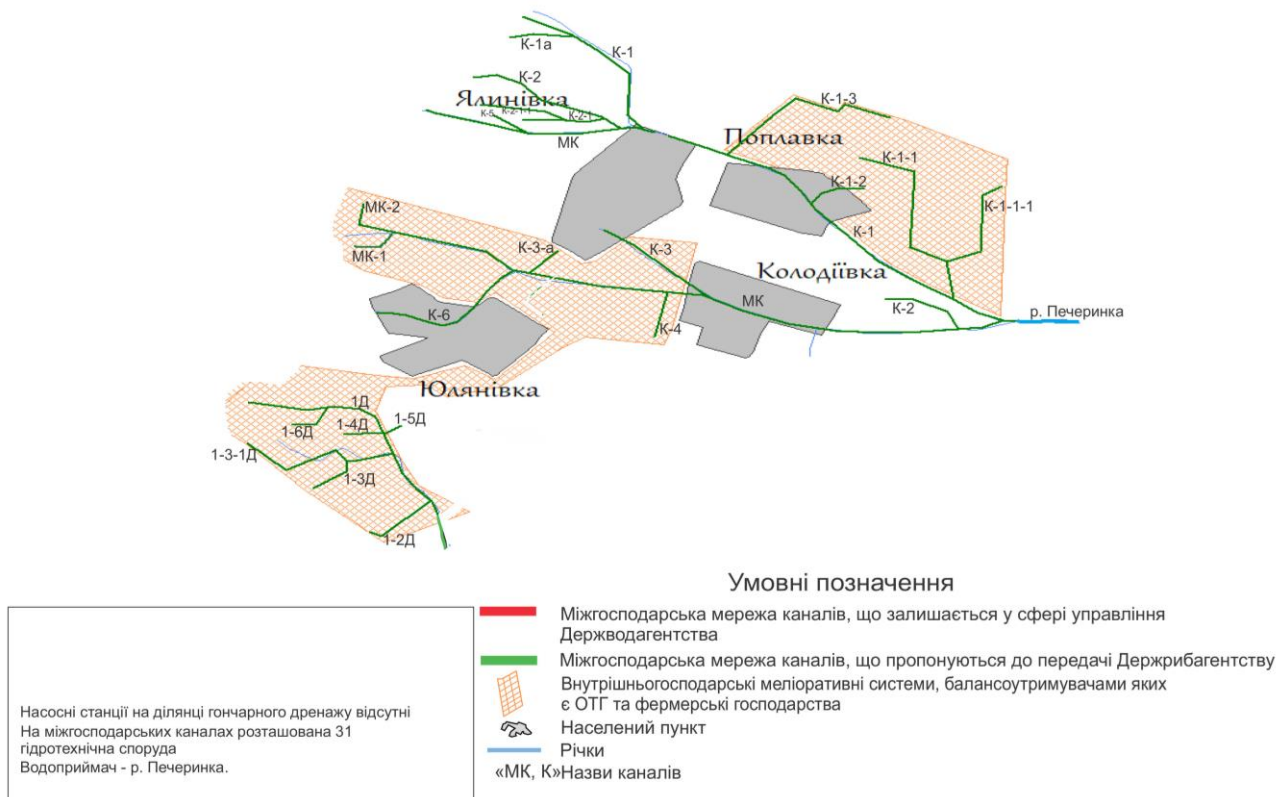 К-1а
К-1
К-2
Ялинівка
К-5
К-2-1-1
К-2-1
МК
К-1-3
Поплавка
К-1-1
К-1-2
К-1-1-1
МК-2
К-1
К-3-а
К-3
МК-1
Колодіївка
МК
К-2
р. Печеринка
К-6
К-4
Юлянівка
1Д
1-5Д
1-4Д
1-6Д
1-3-1Д
1-3Д
1-2Д
Умовні позначення
Міжгосподарська мережа каналів, що залишається у сфері управління
Держводагентства
Міжгосподарська мережа каналів, що пропонуються до передачі Держрибагентству
Внутрішньогосподарські меліоративні системи, балансоутримувачами яких
є ОТГ та фермерські господарства
Населений пункт
Річки
«МК, К» Назви каналів
Насосні станції на ділянці гончарного дренажу відсутні
На міжгосподарських каналах розташована 31
гідротехнічна споруда
Водоприймач - р. Печеринка.